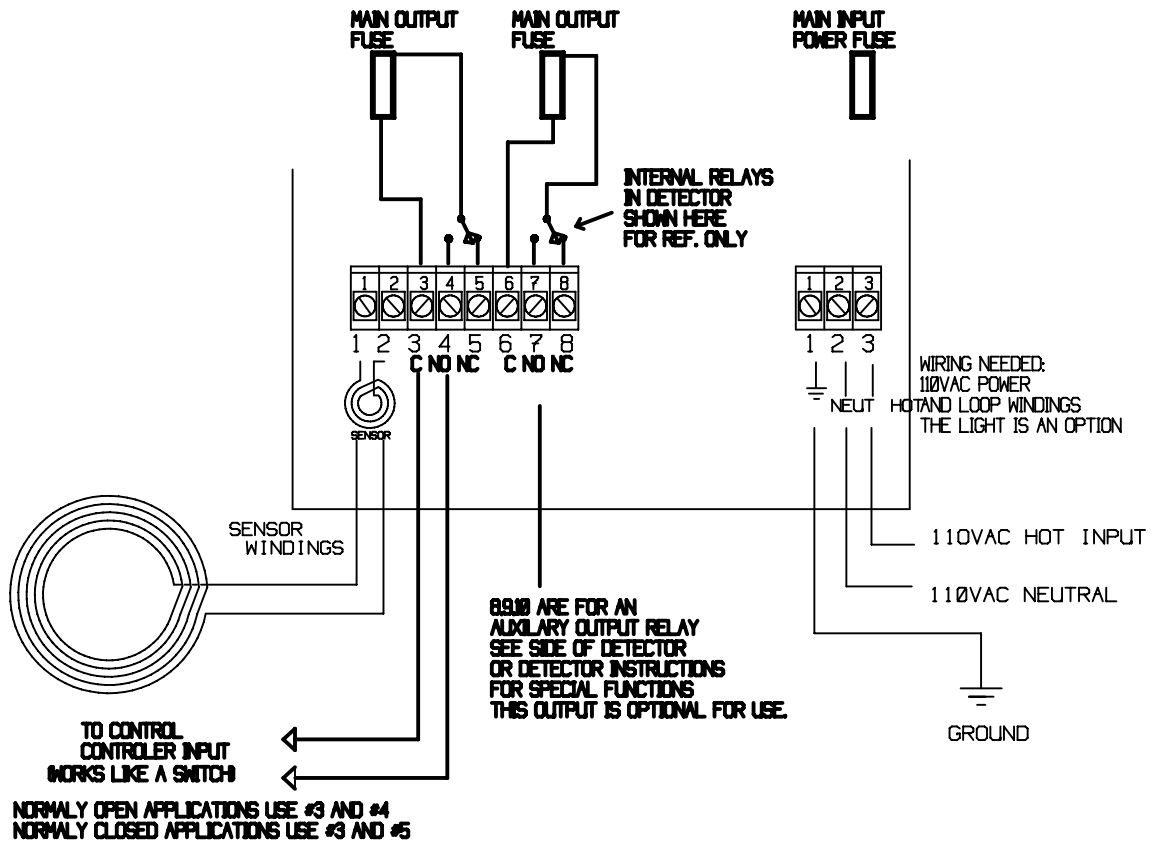 MAIN OUTPUT
FUSE
MAIN OUTPUT
FUSE
MAIN INPUT
POWER FUSE
INTERNAL RELAYS
IN DETECTOR
SHOWN HERE
FOR REF. ONLY
1 2 3 4 5 6 7 8
1 2 3 4 5 6 7 8
C NO NC C NO NC
SENSOR
1 2 3
1 2 3
NEUT HOT
WIRING NEEDED:
110VAC POWER
AND LOOP WINDINGS
THE LIGHT IS AN OPTION
SENSOR
WINDINGS
110VAC HOT INPUT
110VAC NEUTRAL
GROUND
8,9,10 ARE FOR AN
AUXILARY OUTPUT RELAY
SEE SIDE OF DETECTOR
OR DETECTOR INSTRUCTIONS
FOR SPECIAL FUNCTIONS
THIS OUTPUT IS OPTIONAL FOR USE.
TO CONTROL
CONTROLER INPUT
(WORKS LIKE A SWITCH)
NORMALY OPEN APPLICATIONS USE #3 AND #4
NORMALY CLOSED APPLICATIONS USE #3 AND #5